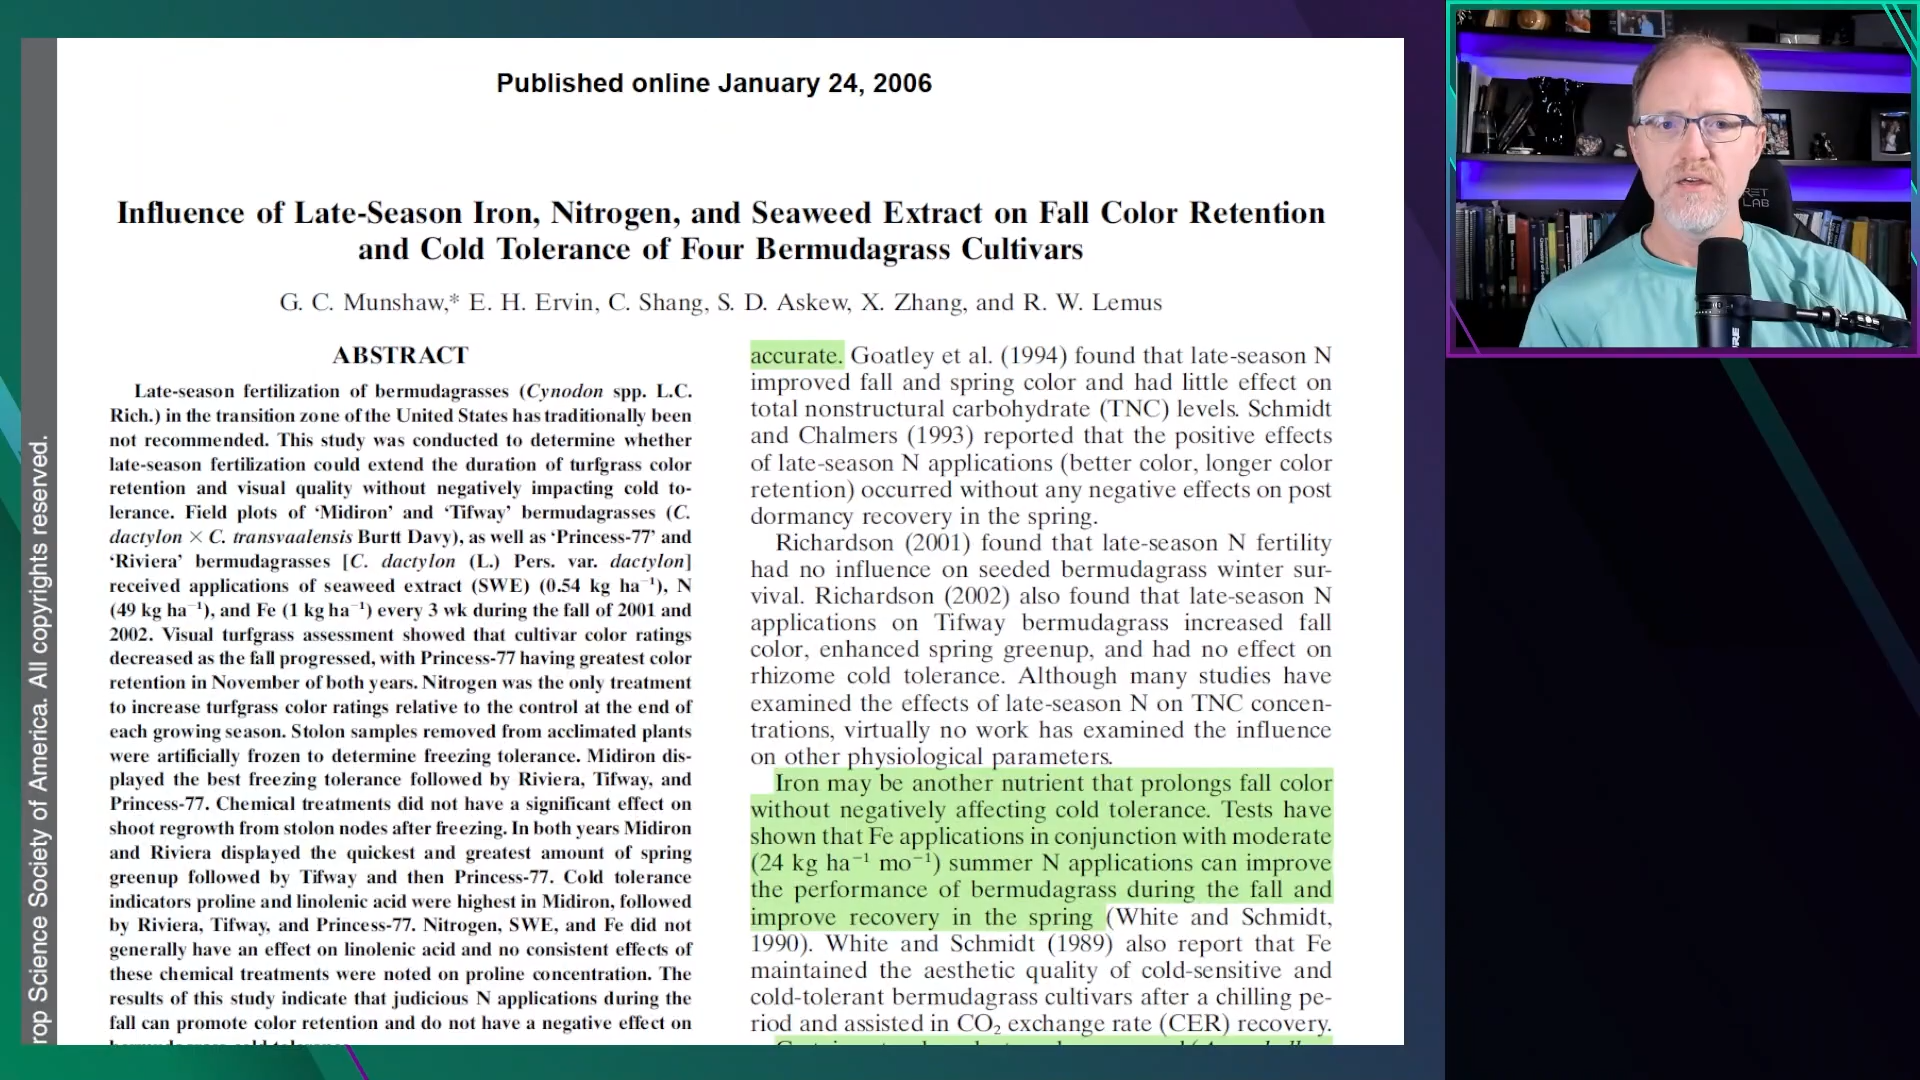 Published online January 24, 2006
Influence of Late-Season Iron, Nitrogen, and Seaweed Extract on Fall Color Retention
and Cold Tolerance of Four Bermudagrass Cultivars
G. C. Munshaw,* E. H. Ervin, C. Shang, S. D. Askew, X. Zhang, and R. W. Lemus
ABSTRACT
Late-season fertilization of bermudagrasses (Cynodon spp. L.C.
Rich.) in the transition zone of the United States has traditionally been
not recommended. This study was conducted to determine whether
late-season fertilization could extend the duration of turfgrass color
retention and visual quality without negatively impacting cold to-
lerance. Field plots of ‘Midiron’ and ‘Tifway’ bermudagrasses (C.
dactylon × C. transvaalensis Burtt Davy), as well as ‘Princess-77’ and
‘Riviera’ bermudagrasses [C. dactylon (L.) Pers. var. dactylon]
received applications of seaweed extract (SWE) (0.54 kg ha⁻¹), N
(49 kg ha⁻¹), and Fe (1 kg ha⁻¹) every 3 wk during the fall of 2001 and
2002. Visual turfgrass assessment showed that cultivar color ratings
decreased as the fall progressed, with Princess-77 having greatest color
retention in November of both years. Nitrogen was the only treatment
to increase turfgrass color ratings relative to the control at the end of
each growing season. Stolon samples removed from acclimated plants
were artificially frozen to determine freezing tolerance. Midiron dis-
played the best freezing tolerance followed by Riviera, Tifway, and
Princess-77. Chemical treatments did not have a significant effect on
shoot regrowth from stolon nodes after freezing. In both years Midiron
and Riviera displayed the quickest and greatest amount of spring
greenup followed by Tifway and then Princess-77. Cold tolerance
indicators proline and linolenic acid were highest in Midiron, followed
by Riviera, Tifway, and Princess-77. Nitrogen, SWE, and Fe did not
generally have an effect on linolenic acid and no consistent effects of
these chemical treatments were noted on proline concentration. The
results of this study indicate that judicious N applications during the
fall can promote color retention and do not have a negative effect on
accurate. Goatley et al. (1994) found that late-season N
improved fall and spring color and had little effect on
total nonstructural carbohydrate (TNC) levels. Schmidt
and Chalmers (1993) reported that the positive effects
of late-season N applications (better color, longer color
retention) occurred without any negative effects on post
dormancy recovery in the spring.
Richardson (2001) found that late-season N fertility
had no influence on seeded bermudagrass winter sur-
vival. Richardson (2002) also found that late-season N
applications on Tifway bermudagrass increased fall
color, enhanced spring greenup, and had no effect on
rhizome cold tolerance. Although many studies have
examined the effects of late-season N on TNC concen-
trations, virtually no work has examined the influence
on other physiological parameters.
Iron may be another nutrient that prolongs fall color
without negatively affecting cold tolerance. Tests have
shown that Fe applications in conjunction with moderate
(24 kg ha⁻¹ mo⁻¹) summer N applications can improve
the performance of bermudagrass during the fall and
improve recovery in the spring (White and Schmidt,
1990). White and Schmidt (1989) also report that Fe
maintained the aesthetic quality of cold-sensitive and
cold-tolerant bermudagrass cultivars after a chilling pe-
riod and assisted in CO₂ exchange rate (CER) recovery.
rop Science Society of America. All copyrights reserved.